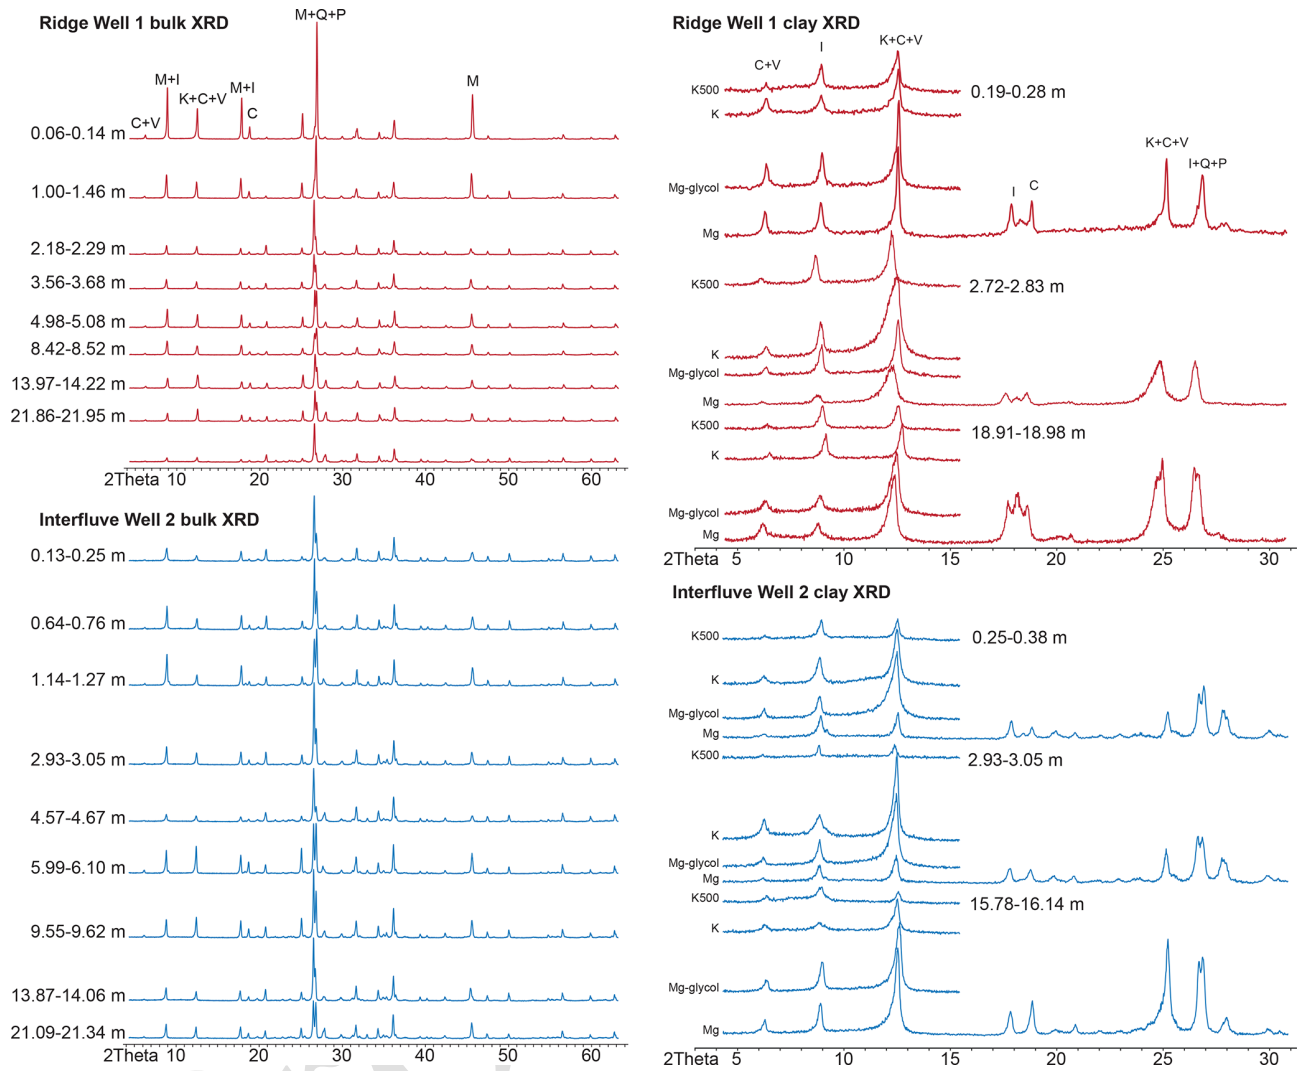 Ridge Well 1 bulk XRD
M+Q+P
M+I
K+C+V
M+I
C
M
C+V
0.06-0.14 m
1.00-1.46 m
2.18-2.29 m
3.56-3.68 m
4.98-5.08 m
8.42-8.52 m
13.97-14.22 m
21.86-21.95 m
2Theta 10 20 30 40 50 60
Interfluve Well 2 bulk XRD
0.13-0.25 m
0.64-0.76 m
1.14-1.27 m
2.93-3.05 m
4.57-4.67 m
5.99-6.10 m
9.55-9.62 m
13.87-14.06 m
21.09-21.34 m
2Theta 10 20 30 40 50 60
Ridge Well 1 clay XRD
C+V
I
K+C+V
K500
0.19-0.28 m
K
Mg-glycol
Mg
I
C
K+C+V
I+Q+P
K500
2.72-2.83 m
K
Mg-glycol
Mg
K500
18.91-18.98 m
K
Mg-glycol
Mg
2Theta 5 10 15 20 25 30
Interfluve Well 2 clay XRD
K500
0.25-0.38 m
K
Mg-glycol
Mg
K500
2.93-3.05 m
K
Mg-glycol
Mg
K500
15.78-16.14 m
K
Mg-glycol
Mg
2Theta 5 10 15 20 25 30